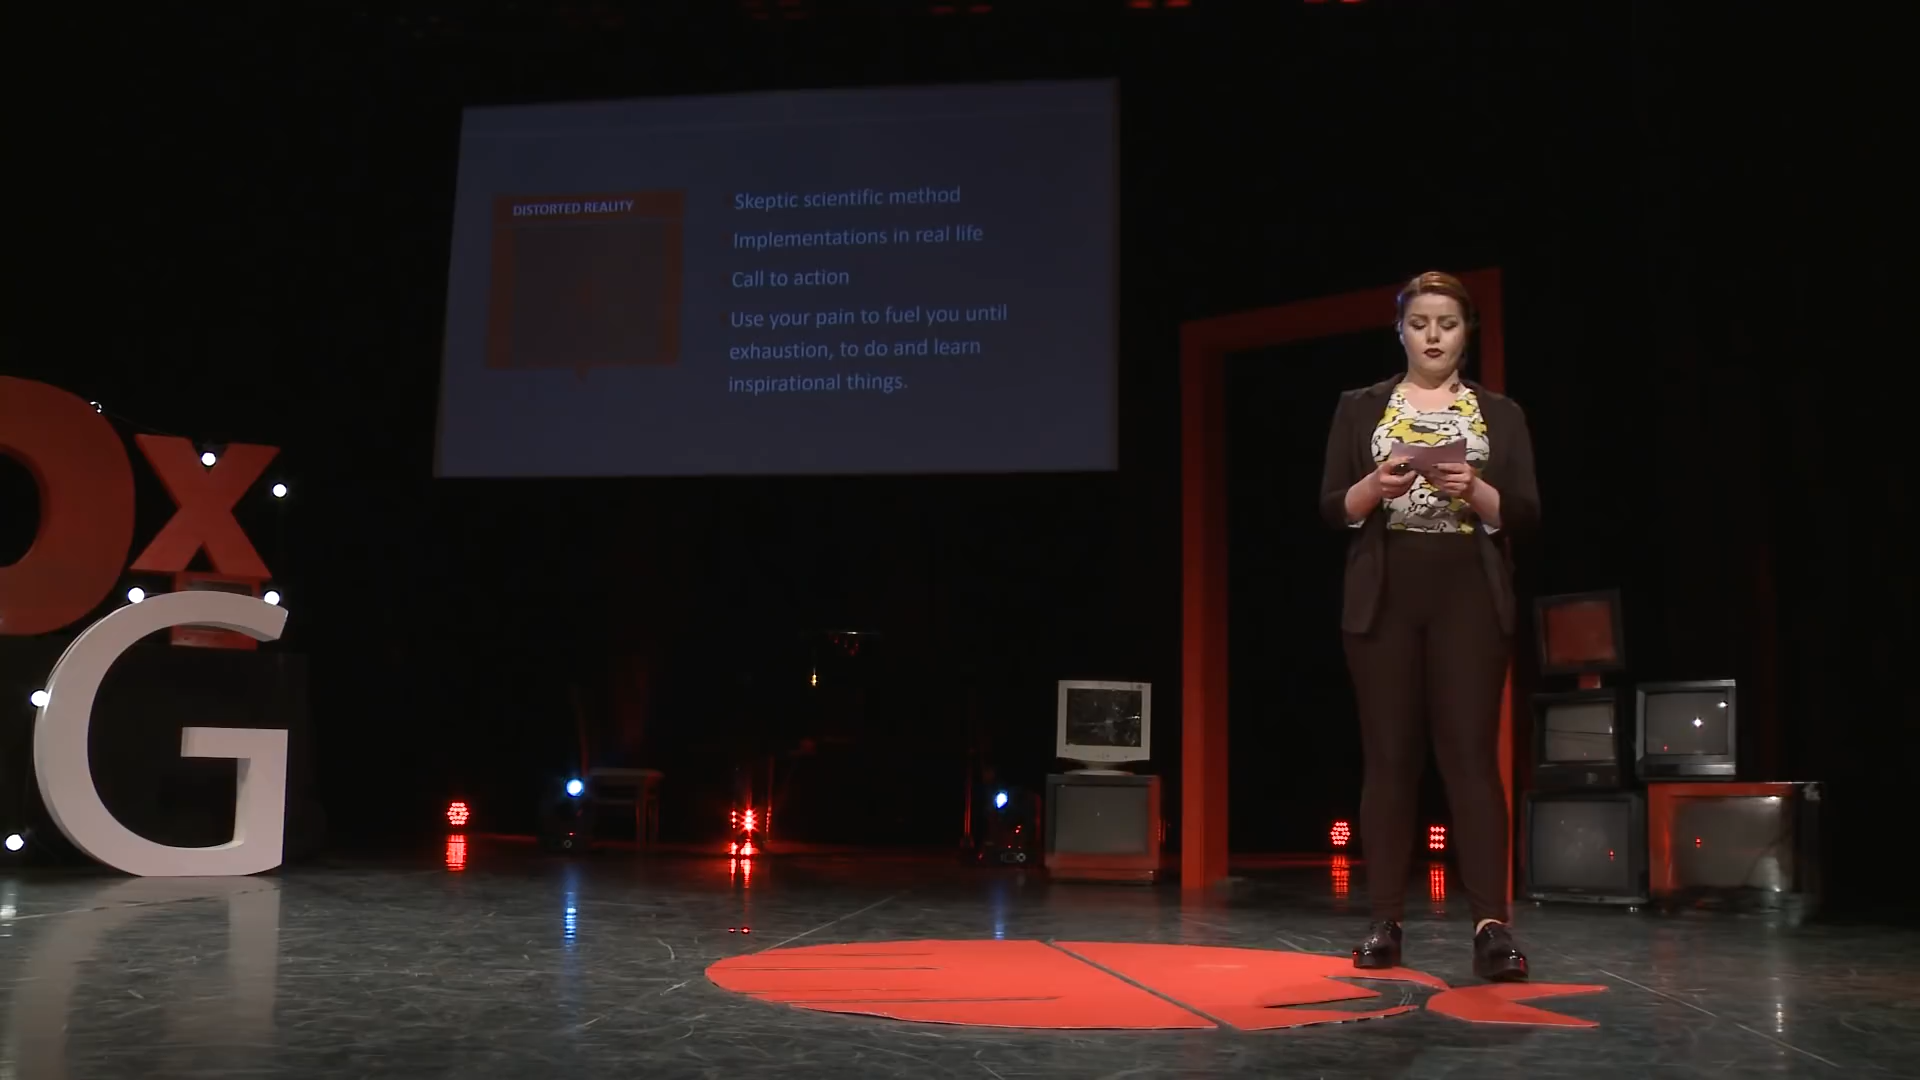 DISTORTED REALITY
Skeptic scientific method
Implementations in real life
Call to action
Use your pain to fuel you until
exhaustion, to do and learn
inspirational things.
x
G